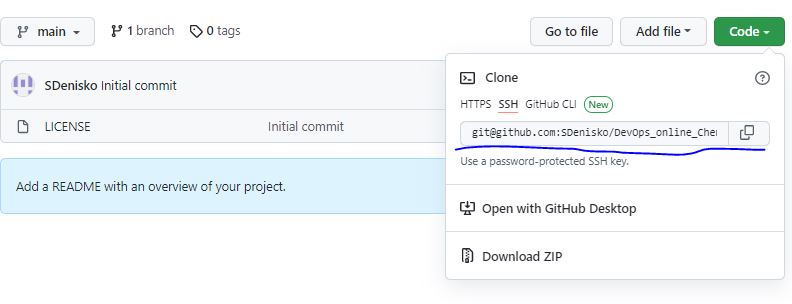 main
1 branch
0 tags
Go to file
Add file
Code
SDenisko Initial commit
LICENSE
Initial commit
Add a README with an overview of your project.
Clone
HTTPS SSH GitHub CLI New
git@github.com:SDenisko/DevOps_online_Cher
Use a password-protected SSH key.
Open with GitHub Desktop
Download ZIP